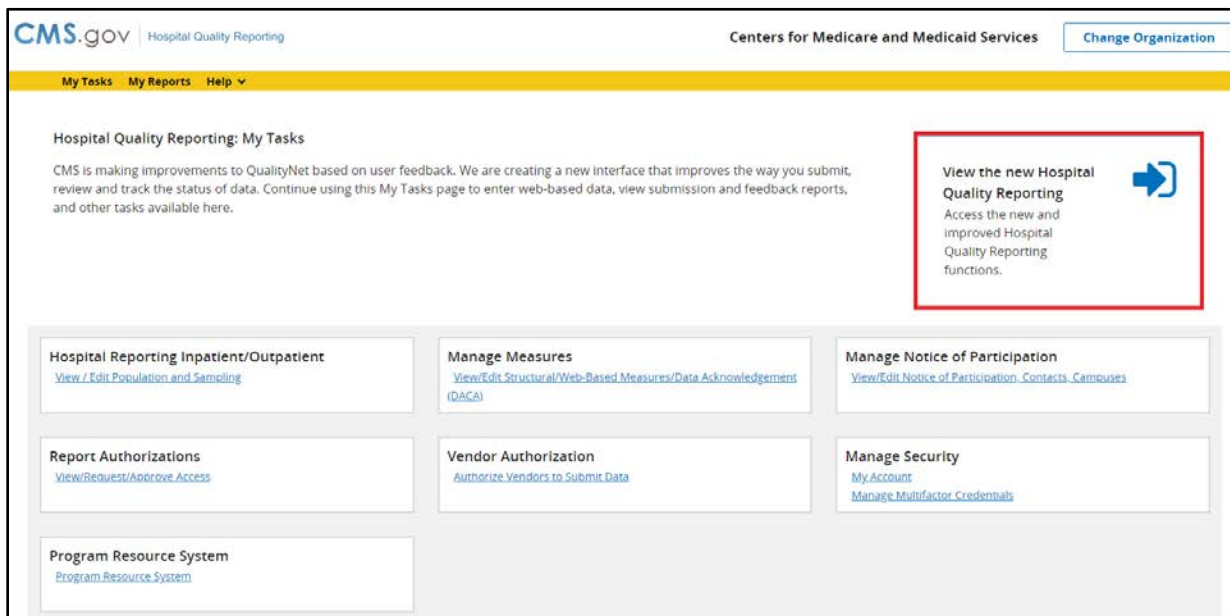 CMS.gov Hospital Quality Reporting
Centers for Medicare and Medicaid Services
Change Organization
My Tasks My Reports Help
Hospital Quality Reporting: My Tasks
CMS is making improvements to QualityNet based on user feedback. We are creating a new interface that improves the way you submit,
review and track the status of data. Continue using this My Tasks page to enter web-based data, view submission and feedback reports,
and other tasks available here.
View the new Hospital
Quality Reporting
Access the new and
improved Hospital
Quality Reporting
functions.
Hospital Reporting Inpatient/Outpatient
View / Edit Population and Sampling
Manage Measures
View/Edit Structural/Web-Based Measures/Data Acknowledgement
(DACA)
Manage Notice of Participation
View/Edit Notice of Participation, Contacts, Campuses
Report Authorizations
View/Request/Approve Access
Vendor Authorization
Authorize Vendors to Submit Data
Manage Security
My Account
Manage Multifactor Credentials
Program Resource System
Program Resource System